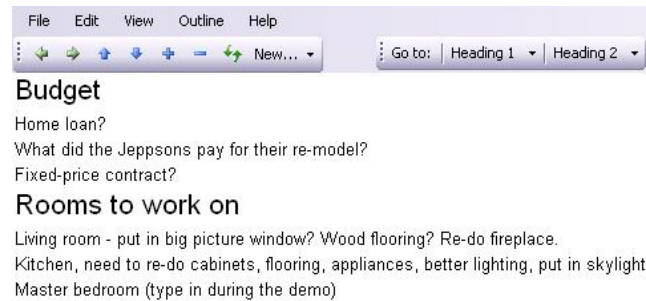 File Edit View Outline Help
New... Go to: Heading 1 Heading 2
Budget
Home loan?
What did the Jeppsons pay for their re-model?
Fixed-price contract?
Rooms to work on
Living room - put in big picture window? Wood flooring? Re-do fireplace.
Kitchen, need to re-do cabinets, flooring, appliances, better lighting, put in skylight
Master bedroom (type in during the demo)